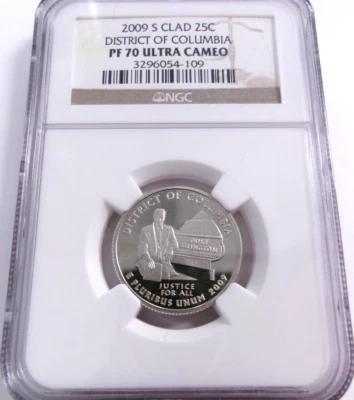 2009 S CLAD 25C
DISTRICT OF COLUMBIA
PF 70 ULTRA CAMEO
3296054-109
NGC
DISTRICT OF COLUMBIA
DUKE
ELLINGTON
JUSTICE
FOR ALL
E PLURIBUS UNUM 2009